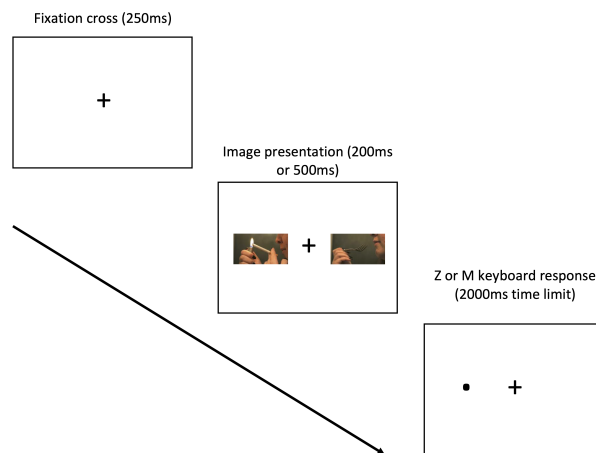 Fixation cross (250ms)
Image presentation (200ms
or 500ms)
Z or M keyboard response
(2000ms time limit)